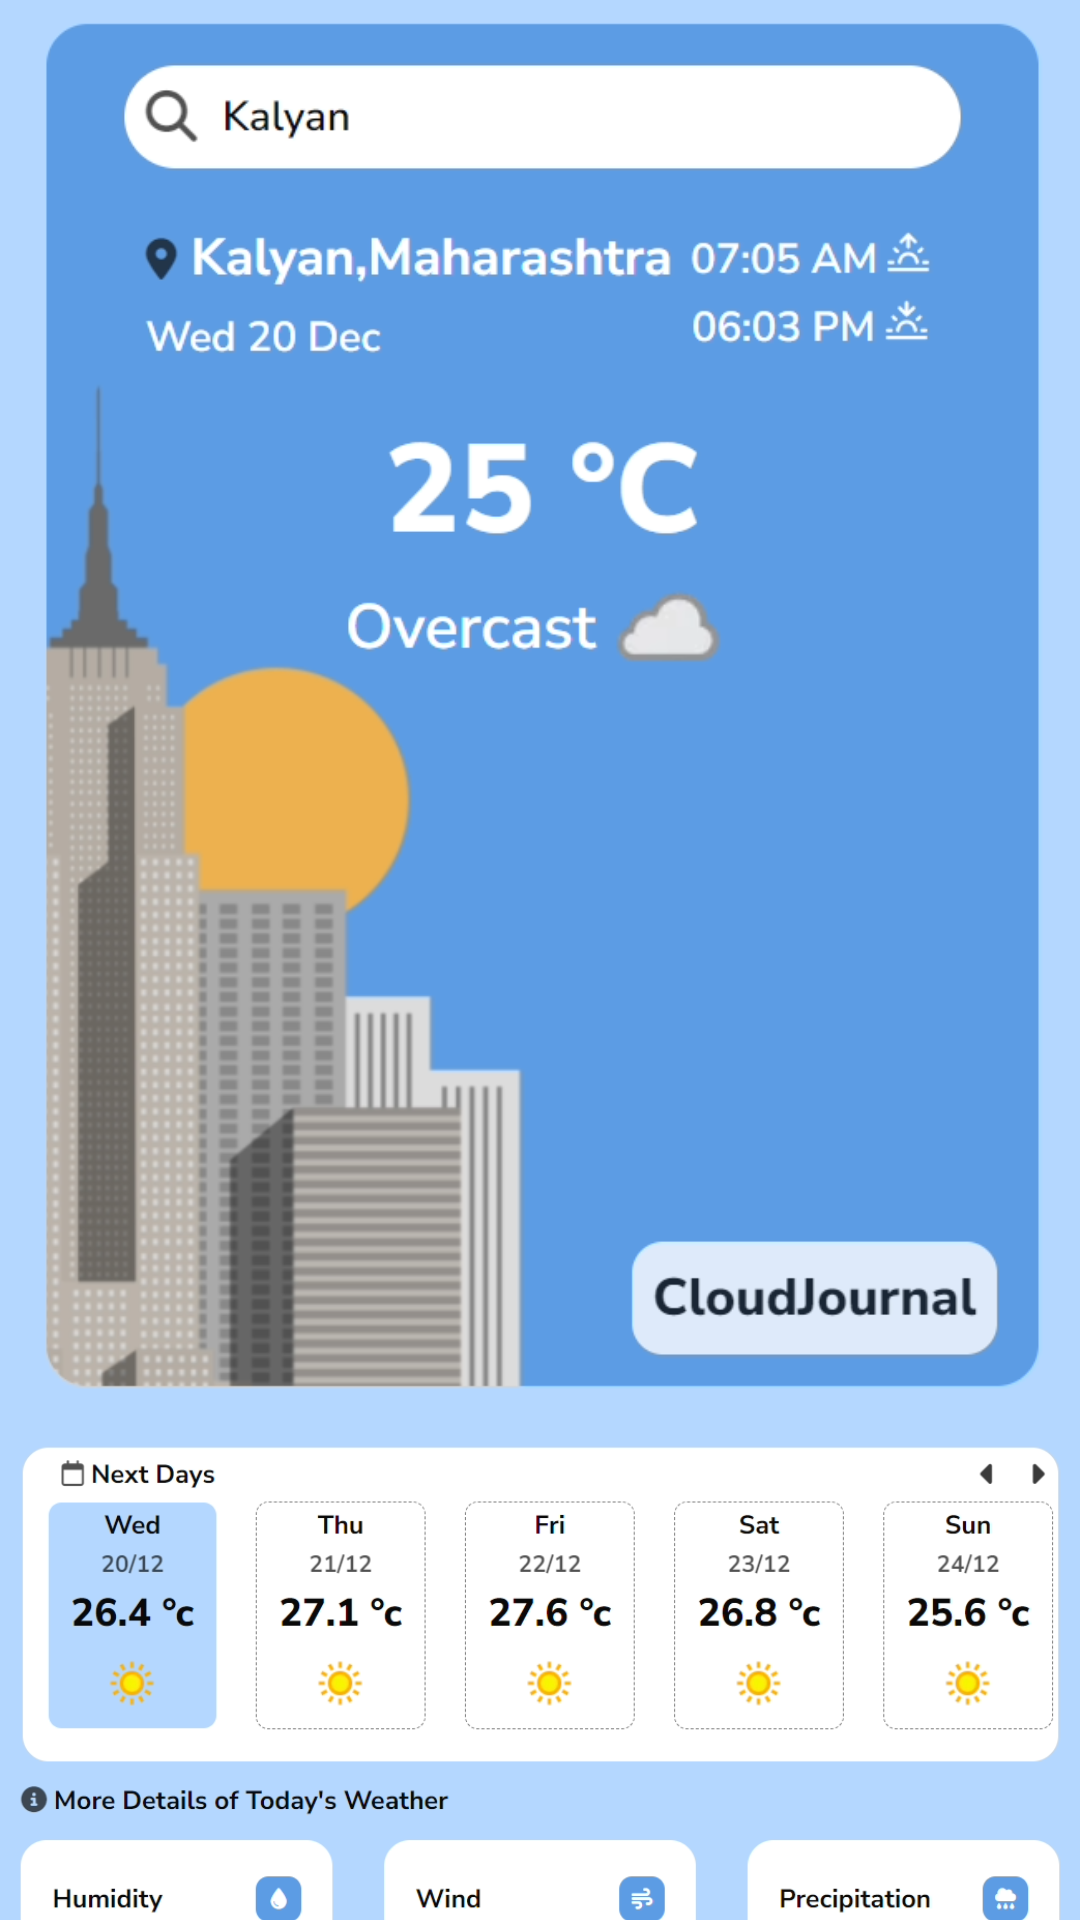 Kalyan
Kalyan,Maharashtra 07:05 AM
Wed 20 Dec 06:03 PM
25 °C
Overcast
CloudJournal
Next Days
Wed Thu Fri Sat Sun
20/12 21/12 22/12 23/12 24/12
26.4 °c 27.1 °c 27.6 °c 26.8 °c 25.6 °c
More Details of Today's Weather
Humidity Wind Precipitation